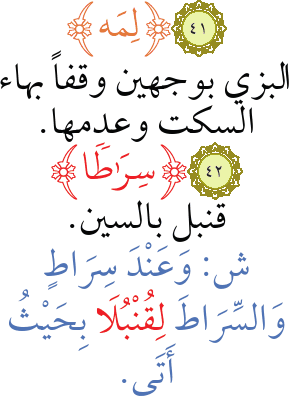 ٤١ ﴿لِمَه﴾
البزي بوجهين وقفاً بهاء
السكت وعدمها.
٤٢ ﴿سِرَٰطًا﴾
قنبل بالسين.
ش: وَعَنْدَ سِرَاطٍ
وَالسِّرَاطَ لِقُنْبُلَا بِحَيْثُ
أَتَى.